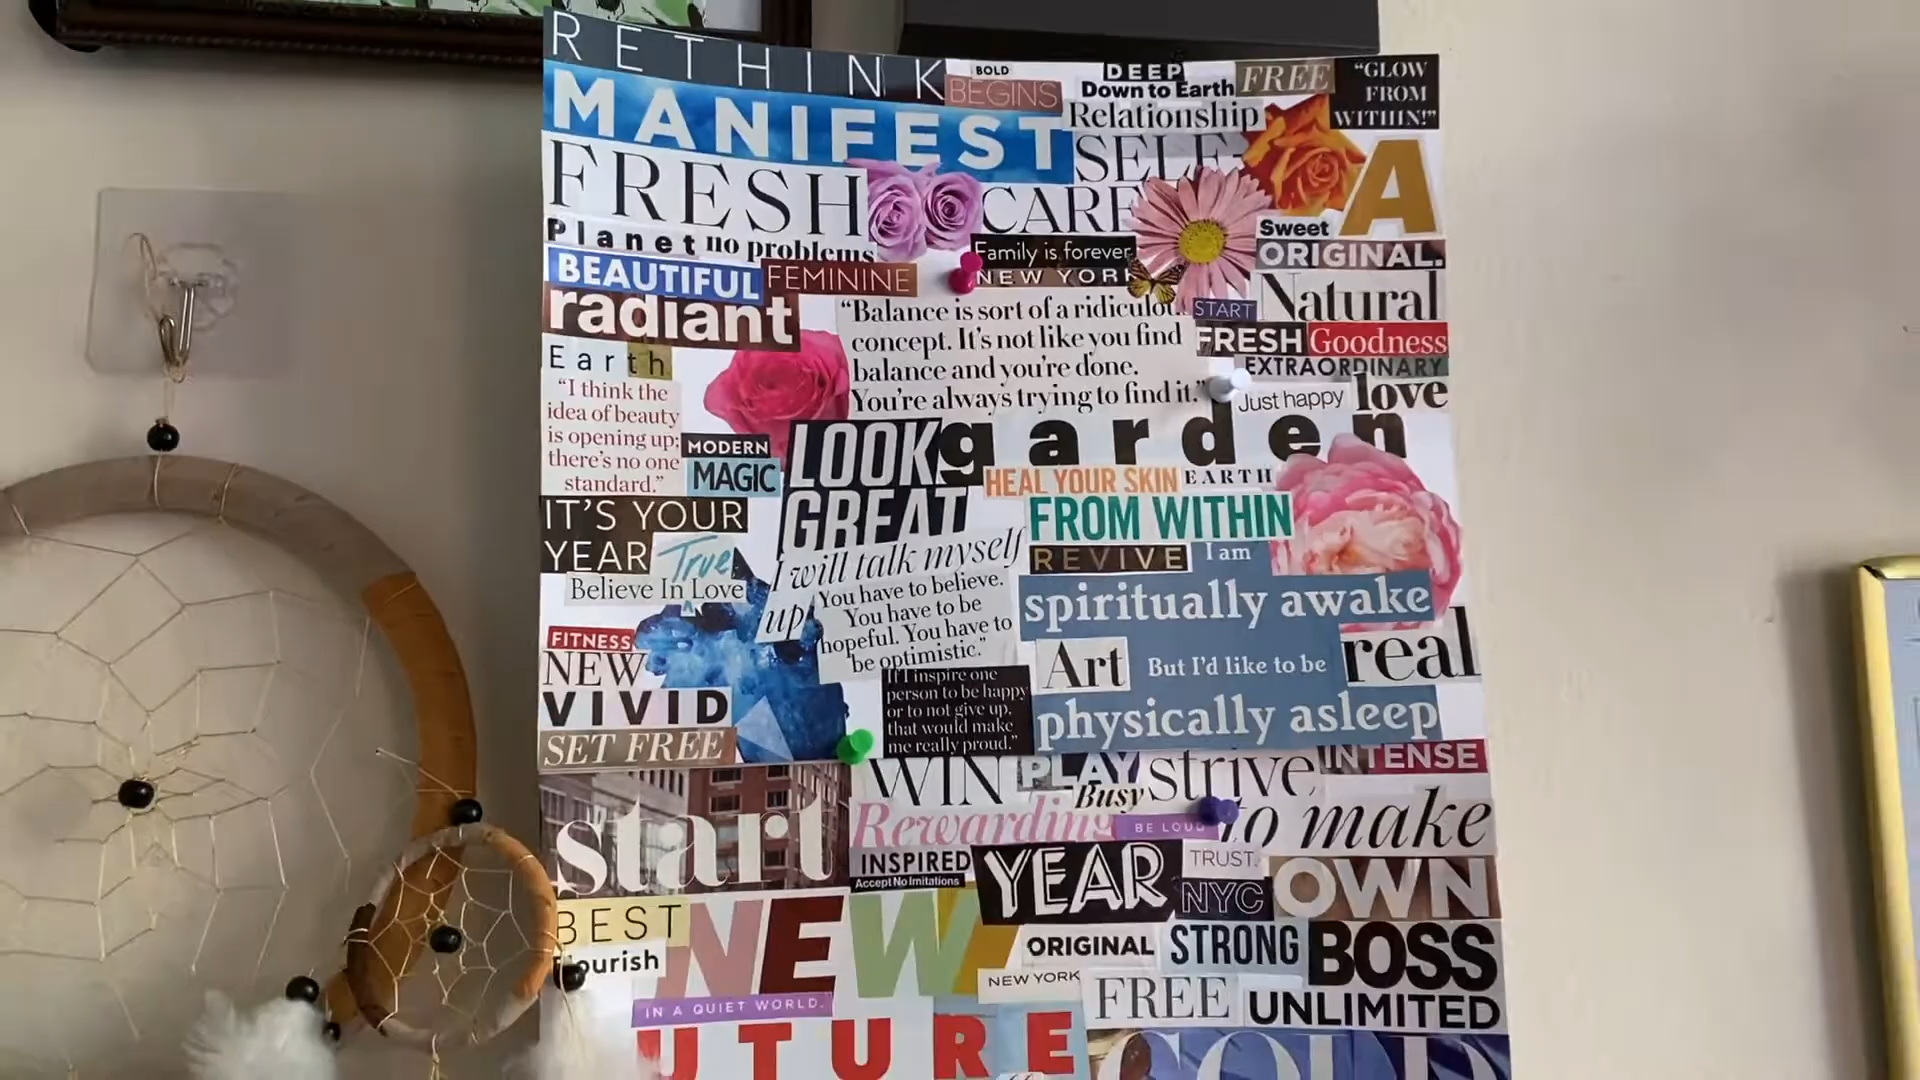 RETHINK
BOLD
BEGINS
DEEP
Down to Earth
Relationship
FREE
“GLOW
FROM
WITHIN!”
MANIFEST
SELF
CARE
FRESH
A
Planet no problems
Family is forever
NEW YORK
Sweet
ORIGINAL.
BEAUTIFUL
FEMININE
radiant
START
Natural
FRESH Goodness
EXTRAORDINARY
love
Just happy
“Balance is sort of a
concept. It’s not like you find
balance and you’re done.
You’re always trying to find it.”
Earth
“I think the
idea of beauty
is opening up;
there’s no one
standard.”
MODERN
MAGIC
LOOK
GREAT
garden
HEAL YOUR SKIN
EARTH
FROM WITHIN
IT’S YOUR
YEAR
True
Believe In Love
I will talk myself
up
You have to believe.
You have to be
hopeful. You have to
be optimistic.”
REVIVE
I am
spiritually awake
Art
But I’d like to be
real
physically asleep
FITNESS
NEW
VIVID
SET FREE
If I inspire one
person to be happy
or to not give up,
that would make
me really proud.”
WIN
PLAY
Busy
strive
INTENSE
start
Rewarding
BE LOUD
to make
INSPIRED
Accept No Imitations
YEAR
TRUST.
NYC
OWN
BEST
ourish
NEW
ORIGINAL
STRONG
BOSS
NEW YORK
FREE
UNLIMITED
IN A QUIET WORLD.
UTURE